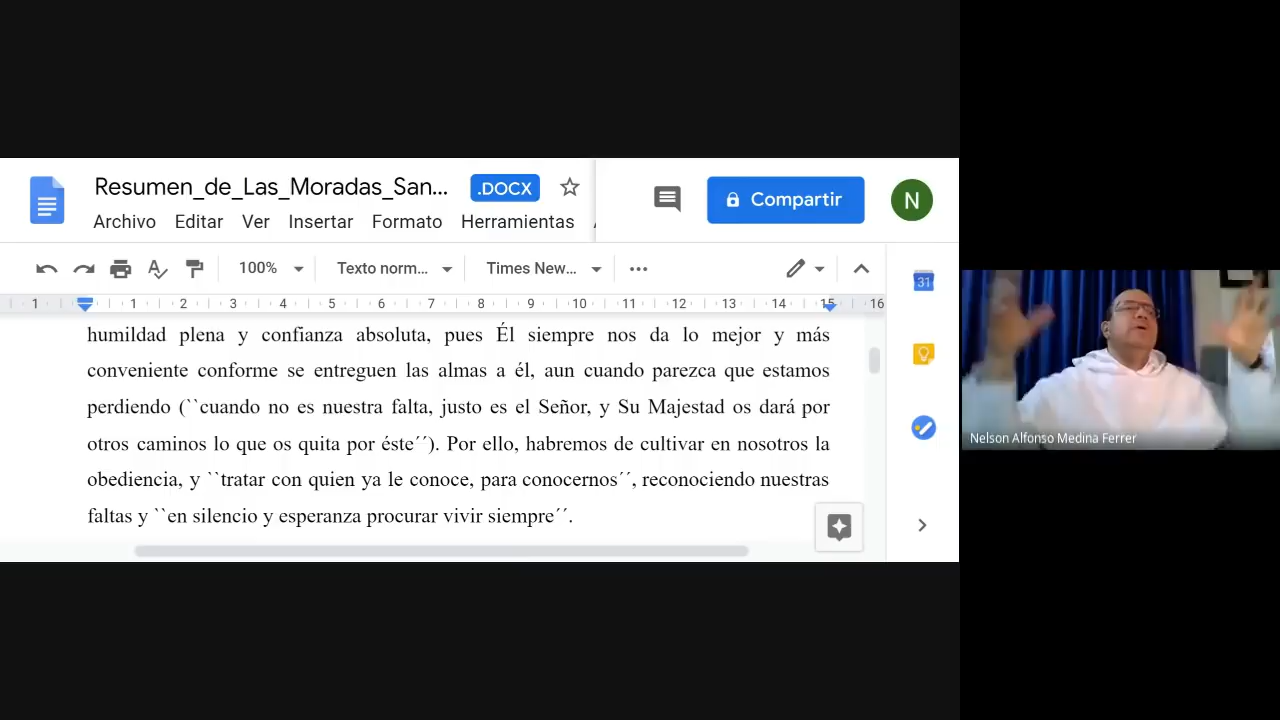 Resumen_de_Las_Moradas_San... .DOCX
Compartir
N
Archivo Editar Ver Insertar Formato Herramientas
100% Texto norm... Times New... ...
1 1 2 3 4 5 6 7 8 9 10 11 12 13 14 15 16
31
humildad plena y confianza absoluta, pues Él siempre nos da lo mejor y más
conveniente conforme se entreguen las almas a él, aun cuando parezca que estamos
perdiendo (``cuando no es nuestra falta, justo es el Señor, y Su Majestad os dará por
otros caminos lo que os quita por éste´´). Por ello, habremos de cultivar en nosotros la
obediencia, y ``tratar con quien ya le conoce, para conocernos´´, reconociendo nuestras
faltas y ``en silencio y esperanza procurar vivir siempre´´.
Nelson Alfonso Medina Ferrer